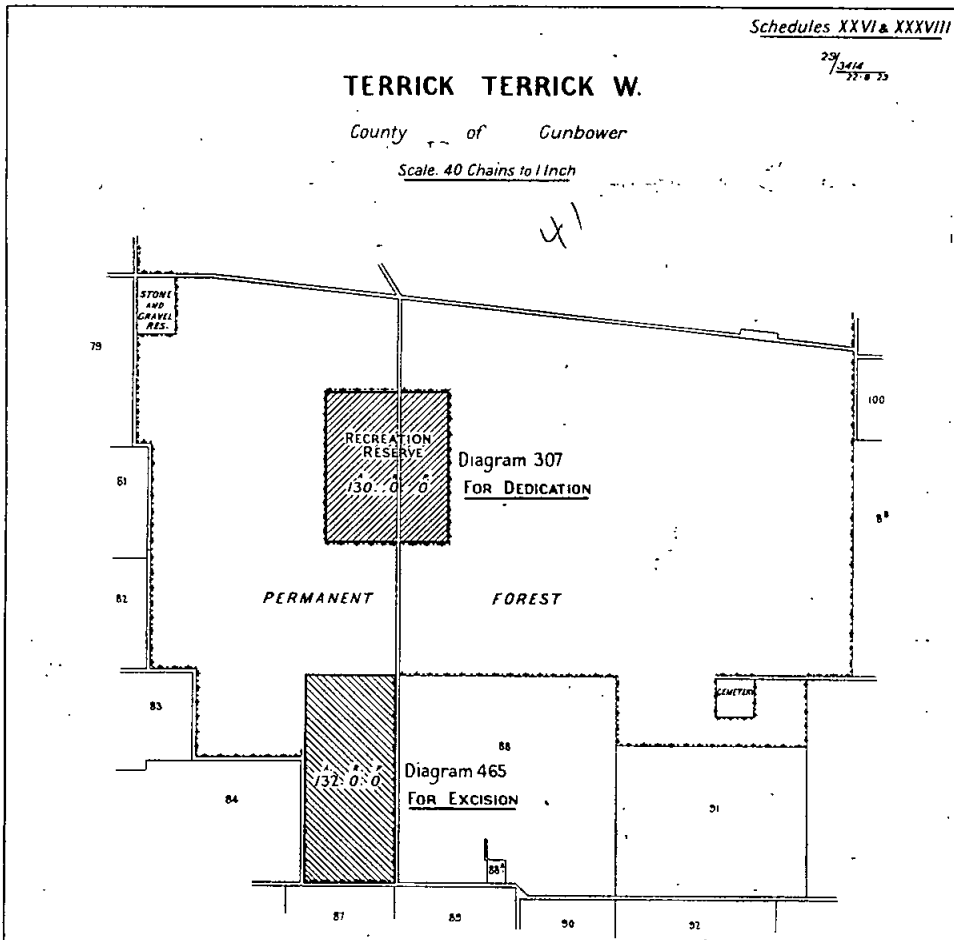 Schedules XXVI & XXXVIII
TERRICK TERRICK W.
County of Gunbower
Scale. 40 Chains to 1 Inch
41
STONE
AND
GRAVEL
RES.
79
100
RECREATION
RESERVE
A R P
130..0 0
Diagram 307
FOR DEDICATION
81
8B
82
PERMANENT FOREST
CEMETERY
83
88
A. R. P.
132: 0: 0
Diagram 465
FOR EXCISION
84
91
88A
87
89
90
92